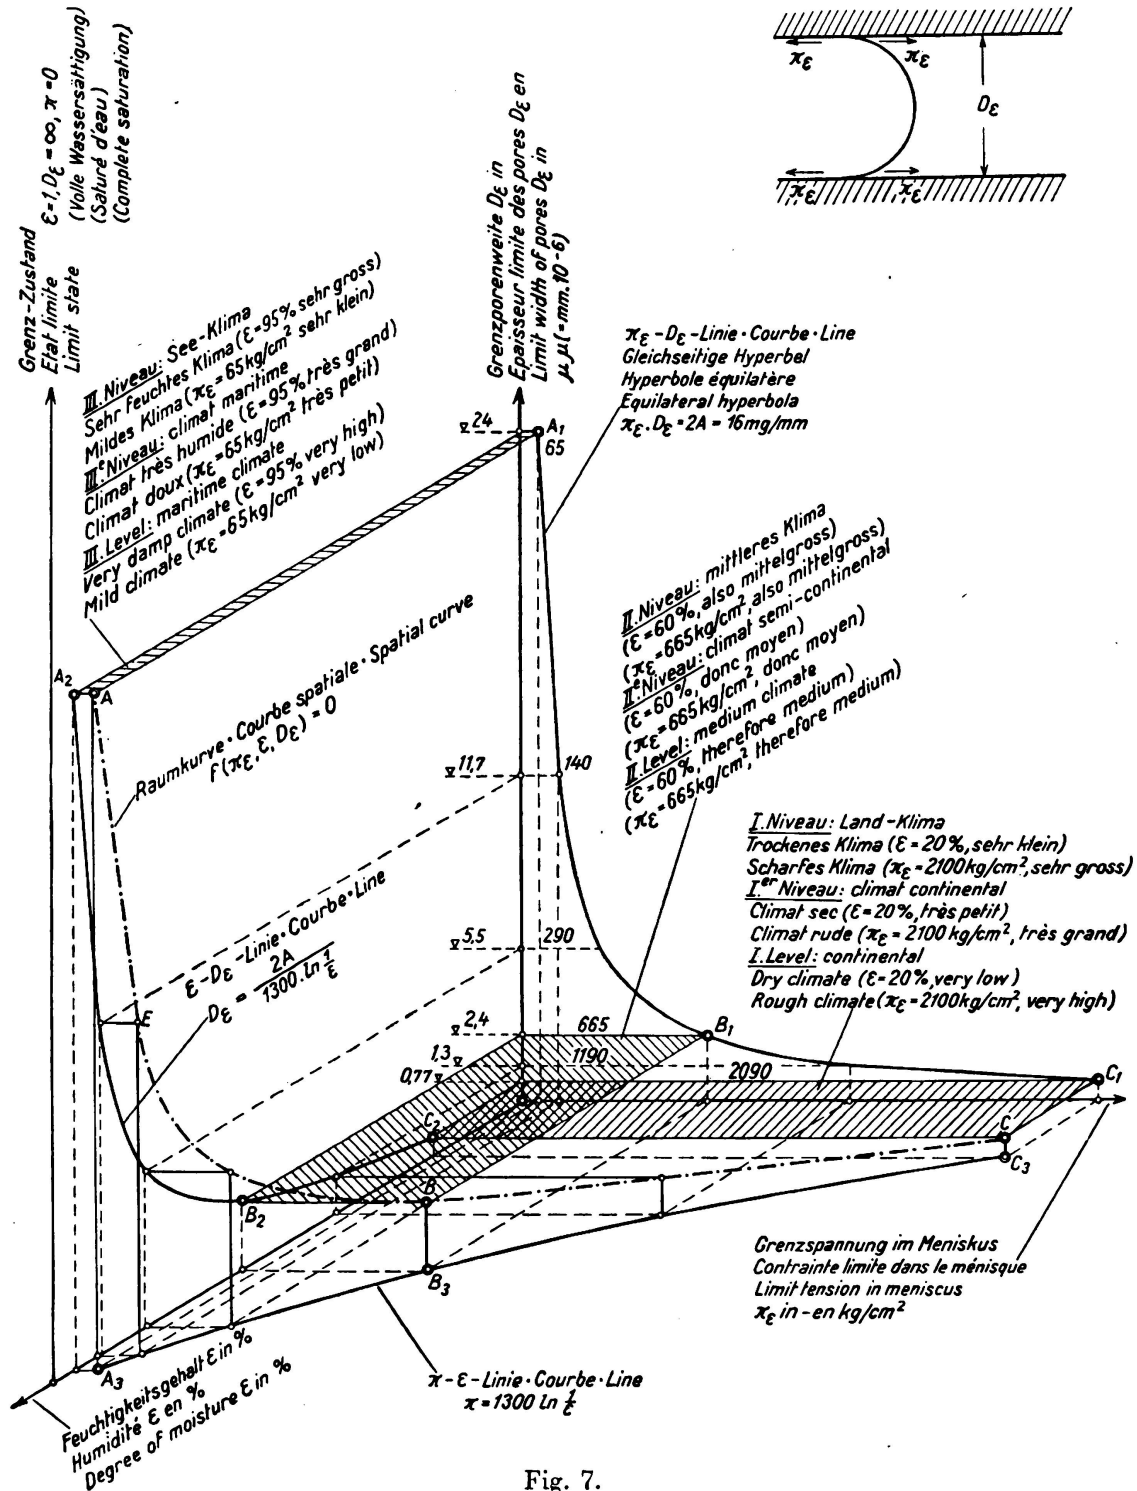 Grenz-Zustand
Etat limite ε=1, Dε=∞, π=0
Limit state (Volle Wassersättigung)
(Saturé d'eau)
(Complete saturation)
III. Niveau: See-Klima
Sehr feuchtes Klima (ε=95% sehr gross)
Mildes Klima (πε=65kg/cm² sehr klein)
IIIe Niveau: climat maritime
Climat très humide (ε=95% très grand)
Climat doux (πε=65kg/cm² très petit)
III. Level: maritime climate
Very damp climate (ε=95% very high)
Mild climate (πε=65kg/cm² very low)
Grenzporenweite Dε in
Epaisseur limite des pores Dε en
Limit width of pores Dε in
μμ(=mm.10-6)
πε πε
Dε
πε πε
πε-Dε-Linie·Courbe·Line
Gleichseitige Hyperbel
Hyperbole équilatère
Equilateral hyperbola
πε.Dε=2A=16mg/mm
24 A1
65
II. Niveau: mittleres Klima
(ε=60%, also mittelgross)
(πε=665kg/cm², also mittelgross)
IIe Niveau: climat semi-continental
(ε=60%, donc moyen)
(πε=665kg/cm², donc moyen)
II. Level: medium climate
(ε=60%, therefore medium)
(πε=665kg/cm², therefore medium)
A2 A
Raumkurve·Courbe spatiale·Spatial curve
f(πε, ε, Dε)=0
11,7 140
I. Niveau: Land-Klima
Trockenes Klima (ε=20%, sehr klein)
Scharfes Klima (πε=2100kg/cm², sehr gross)
Ier Niveau: climat continental
Climat sec (ε=20%, très petit)
Climat rude (πε=2100kg/cm², très grand)
I. Level: continental
Dry climate (ε=20%, very low)
Rough climate (πε=2100kg/cm², very high)
ε-Dε-Linie·Courbe·Line
Dε= 2A / 1300.ln 1/ε
5,5 290
E
2,4 665 B1
1,3 1190
0,77 2090 C1
C2 C
C3
B2 B
B3
Grenzspannung im Meniskus
Contrainte limite dans le ménisque
Limit tension in meniscus
πε in-en kg/cm²
A3
π-ε-Linie·Courbe·Line
π=1300 ln 1/ε
Feuchtigkeitsgehalt ε in %
Humidité ε en %
Degree of moisture ε in %
Fig. 7.